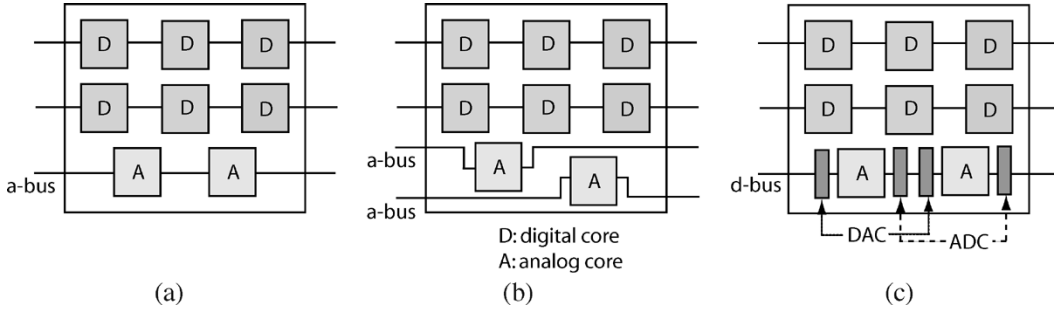 D D D
D D D
a-bus A A
D D D
D D D
a-bus A
A
a-bus
D: digital core
A: analog core
D D D
D D D
d-bus A A
DAC ADC
(a) (b) (c)